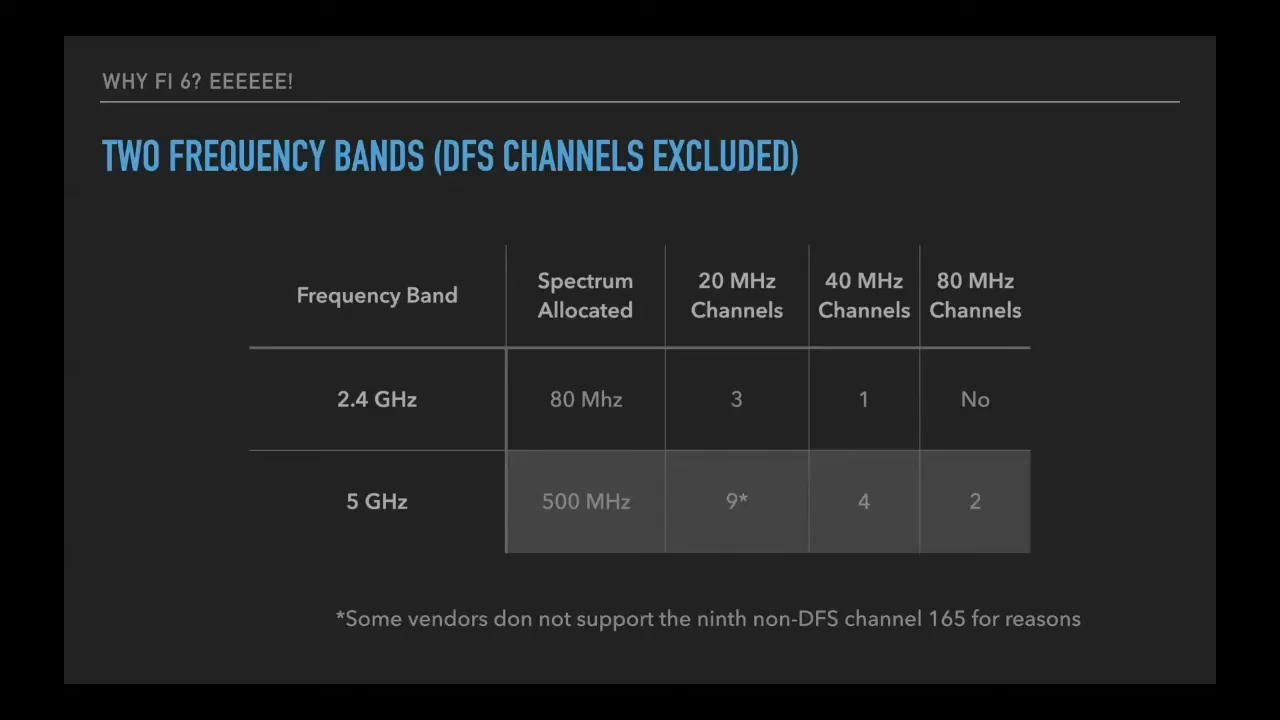 WHY FI 6? EEEEEE!
TWO FREQUENCY BANDS (DFS CHANNELS EXCLUDED)
Frequency Band
Spectrum
Allocated
20 MHz
Channels
40 MHz
Channels
80 MHz
Channels
2.4 GHz
80 Mhz
3
1
No
5 GHz
500 MHz
9*
4
2
*Some vendors don not support the ninth non-DFS channel 165 for reasons